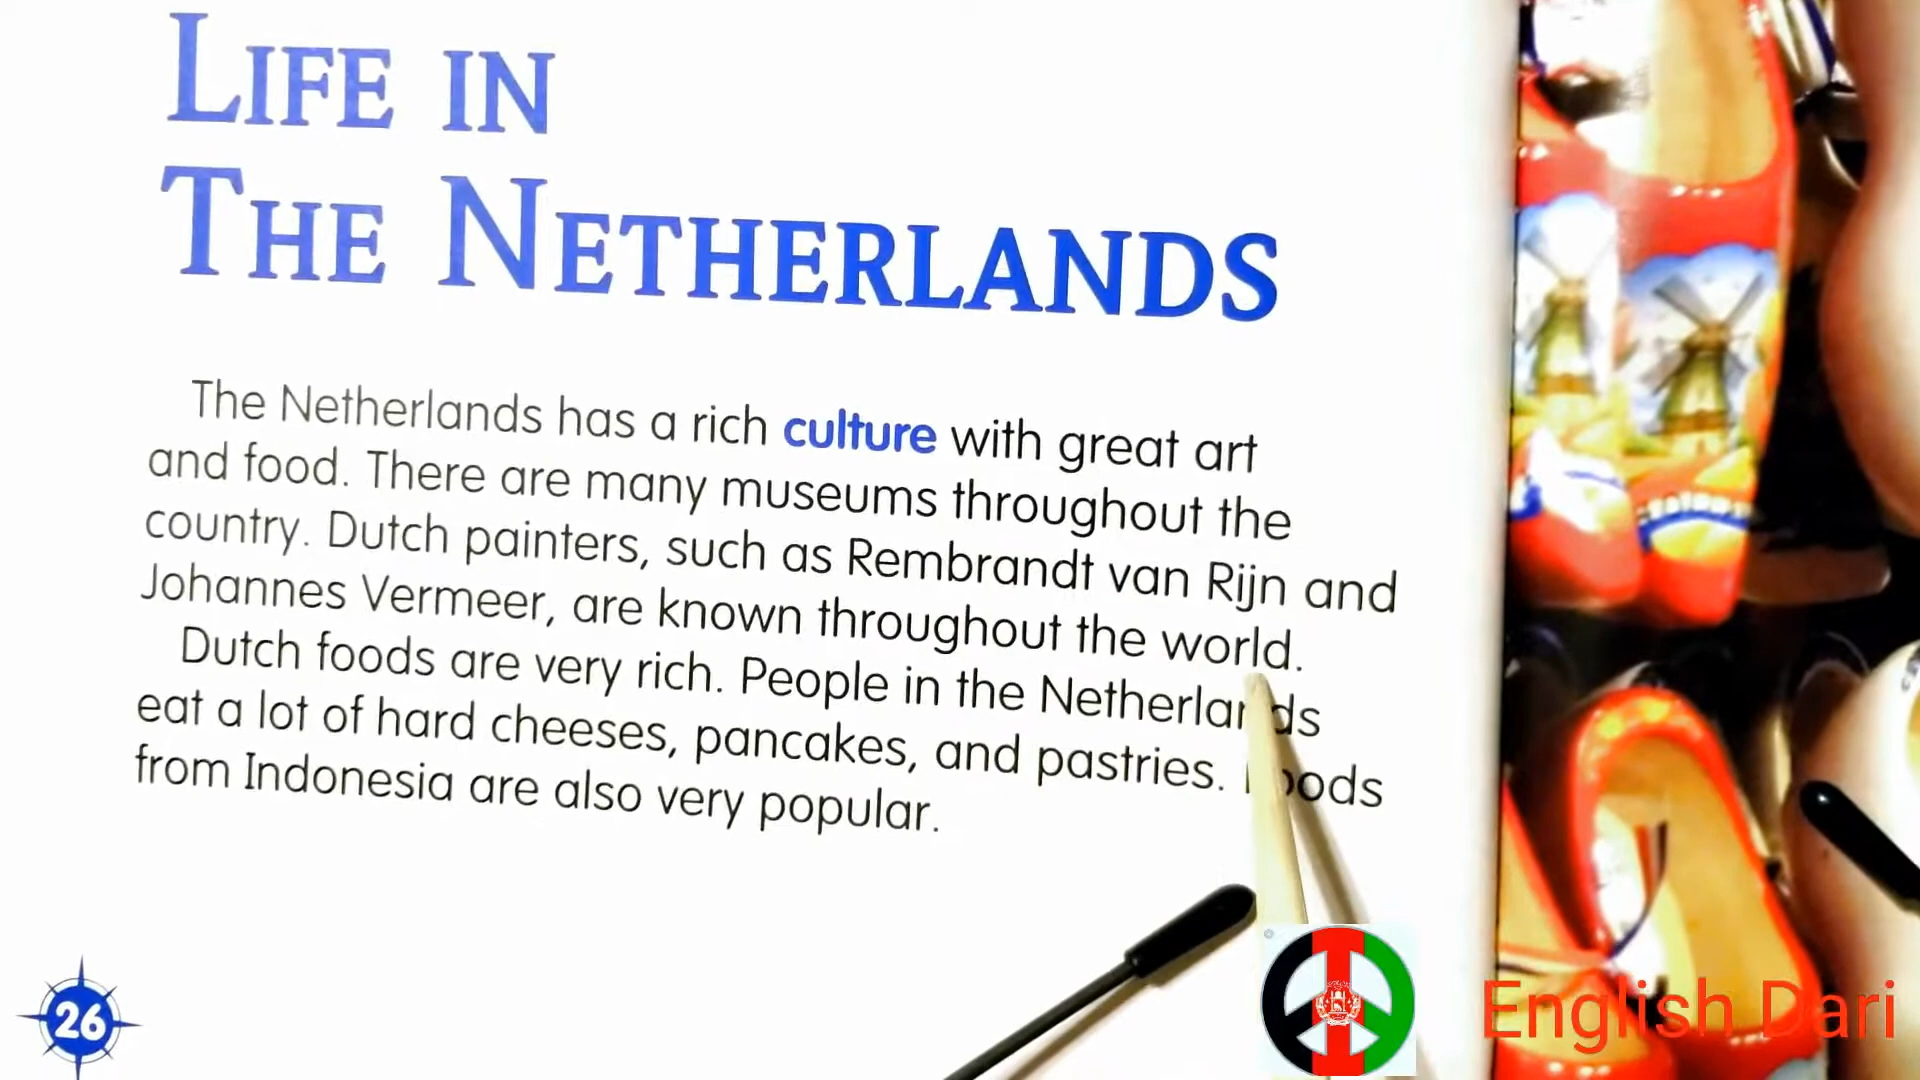 LIFE IN
THE NETHERLANDS
The Netherlands has a rich culture with great art
and food. There are many museums throughout the
country. Dutch painters, such as Rembrandt van Rijn and
Johannes Vermeer, are known throughout the world.
Dutch foods are very rich. People in the Netherlands
eat a lot of hard cheeses, pancakes, and pastries. Foods
from Indonesia are also very popular.
26
English Dari